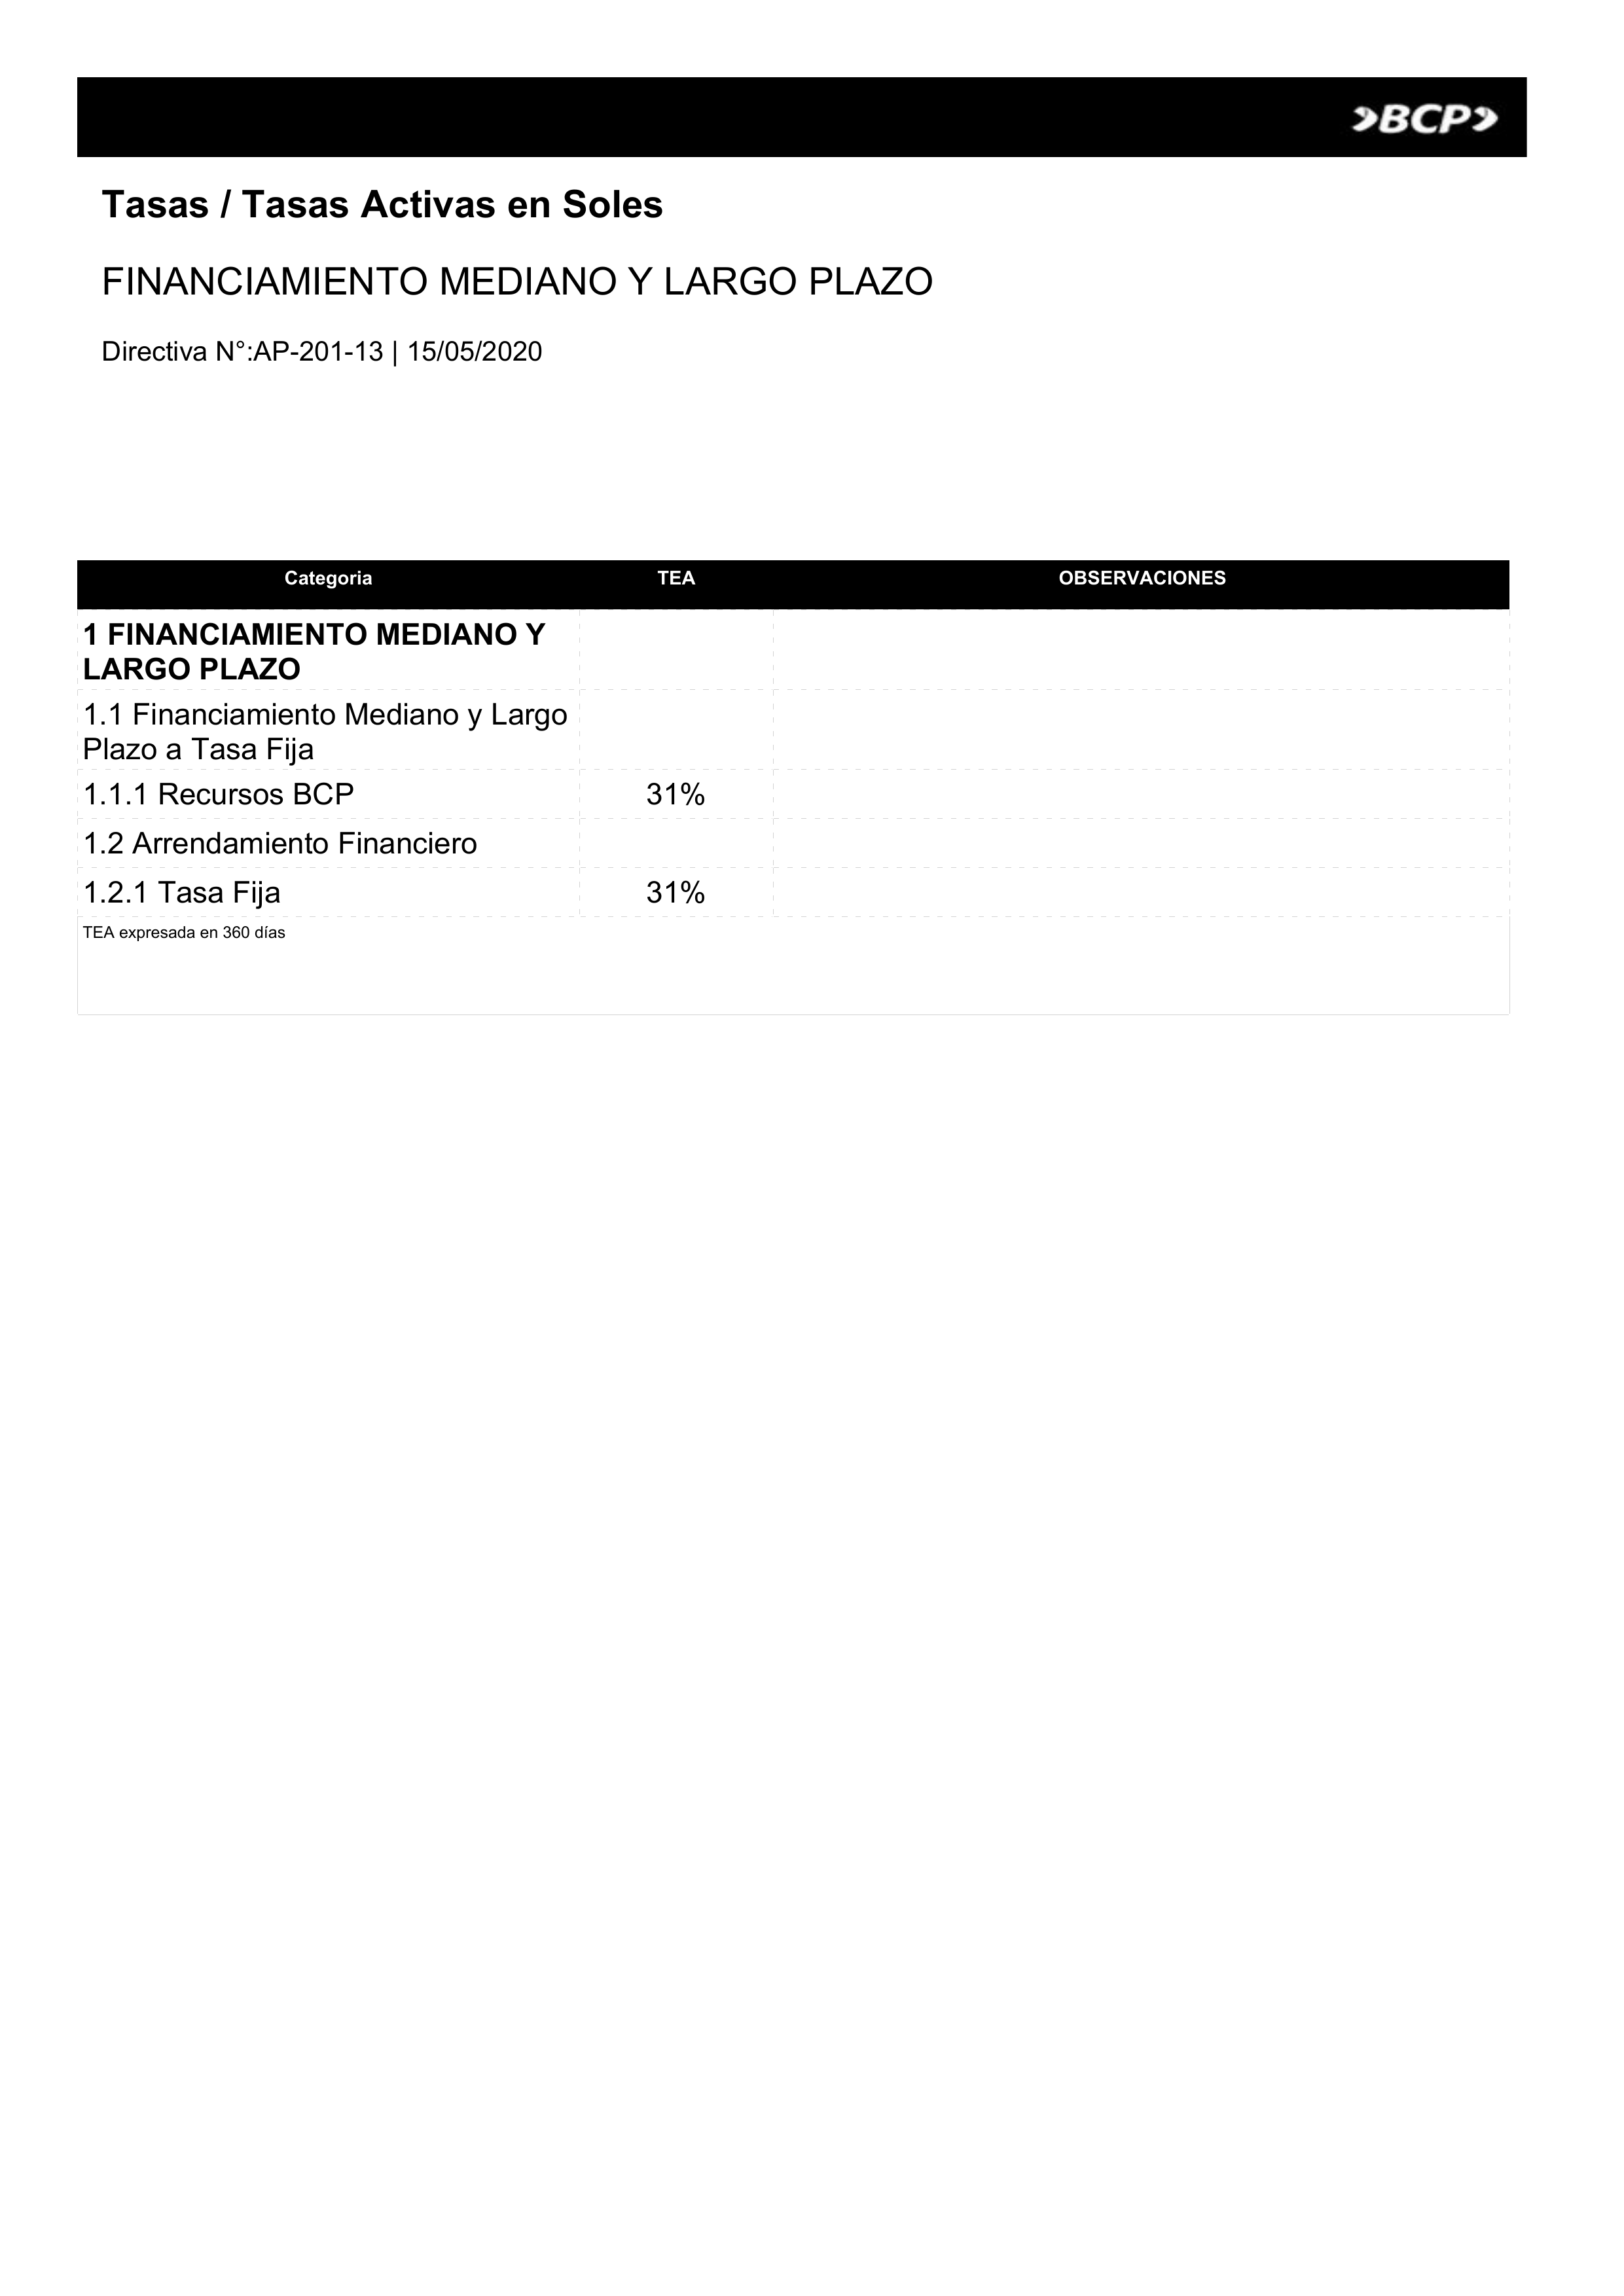 BCP
Tasas / Tasas Activas en Soles
FINANCIAMIENTO MEDIANO Y LARGO PLAZO
Directiva N°:AP-201-13 | 15/05/2020
Categoria TEA OBSERVACIONES
1 FINANCIAMIENTO MEDIANO Y
LARGO PLAZO
1.1 Financiamiento Mediano y Largo
Plazo a Tasa Fija
1.1.1 Recursos BCP 31%
1.2 Arrendamiento Financiero
1.2.1 Tasa Fija 31%
TEA expresada en 360 días